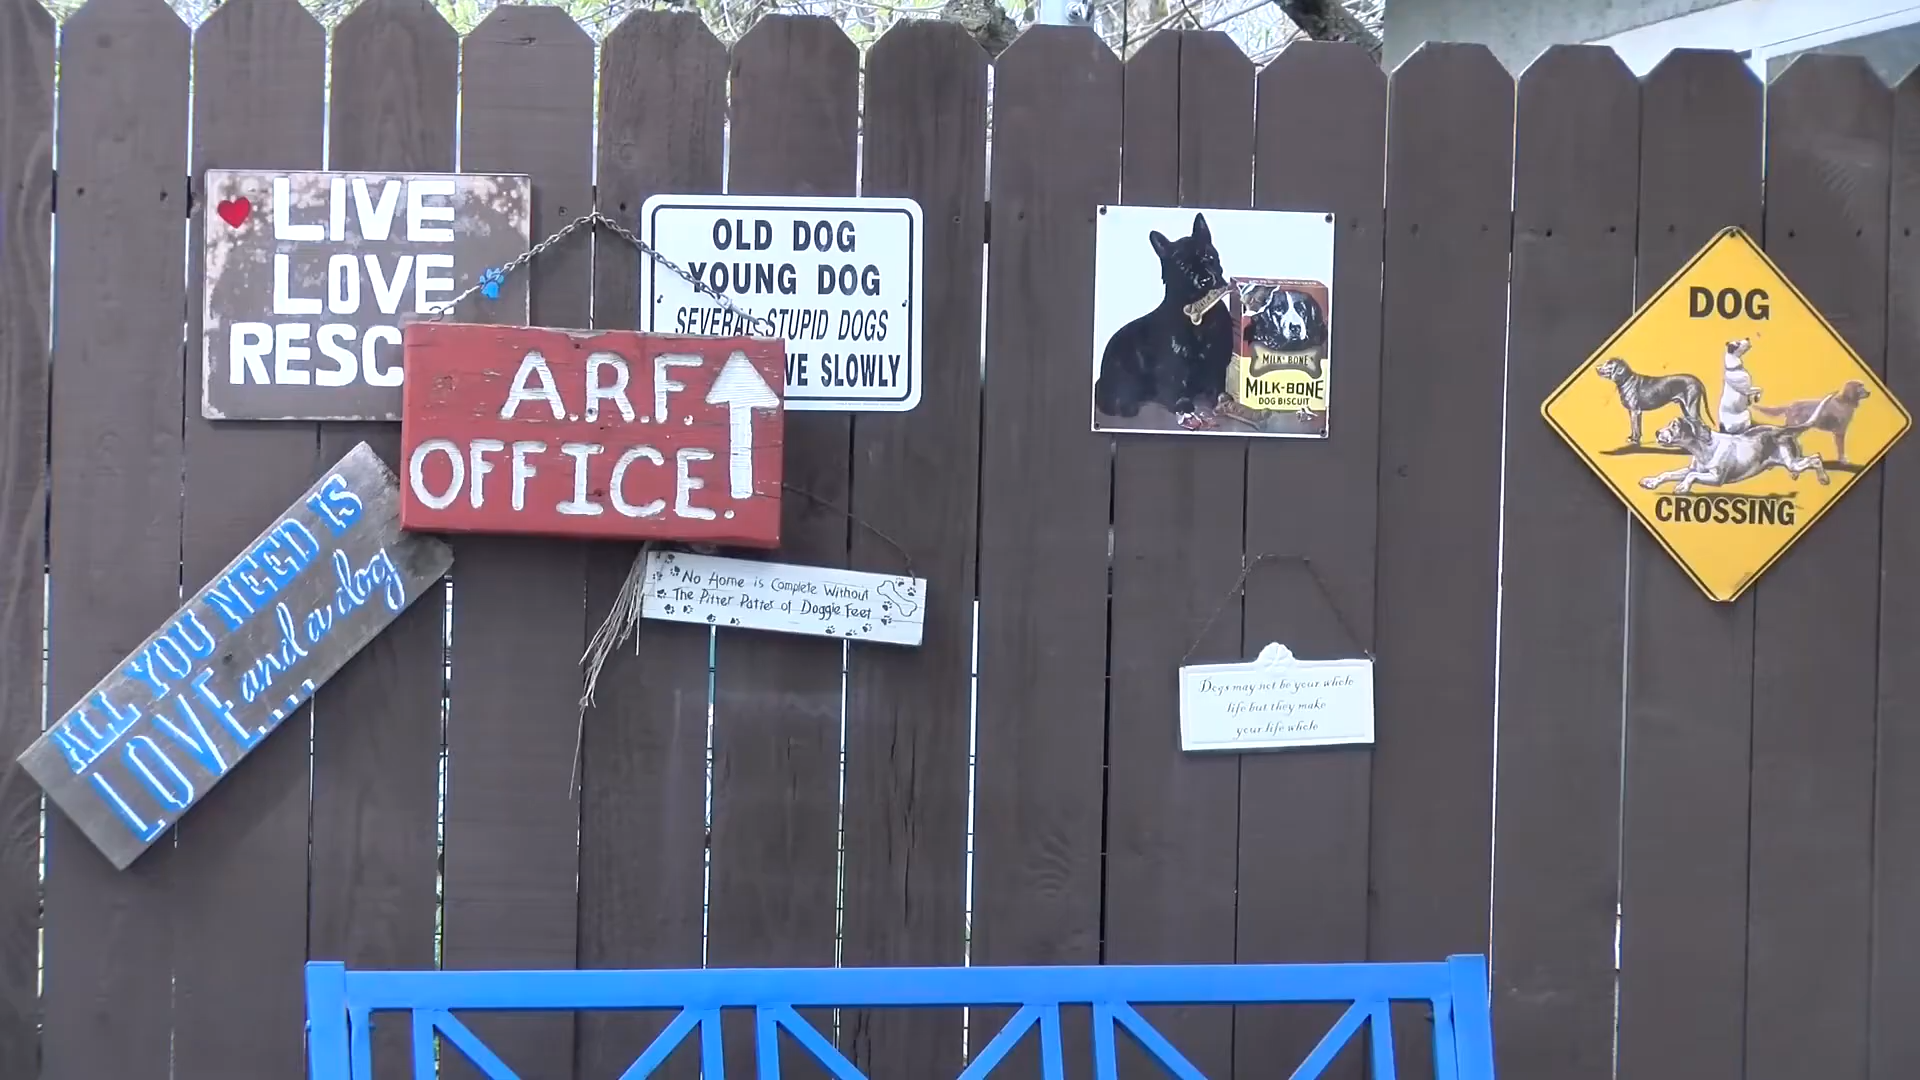 LIVE
LOVE
RESC
OLD DOG
YOUNG DOG
SEVERAL STUPID DOGS
VE SLOWLY
A.R.F.
OFFICE.
ALL YOU NEED IS
LOVE and a dog
No Home is Complete Without
The Pitter Patter of Doggie Feet
MILK-BONE
MILK-BONE
DOG BISCUIT
Dogs may not be your whole
life but they make
your life whole
DOG
CROSSING